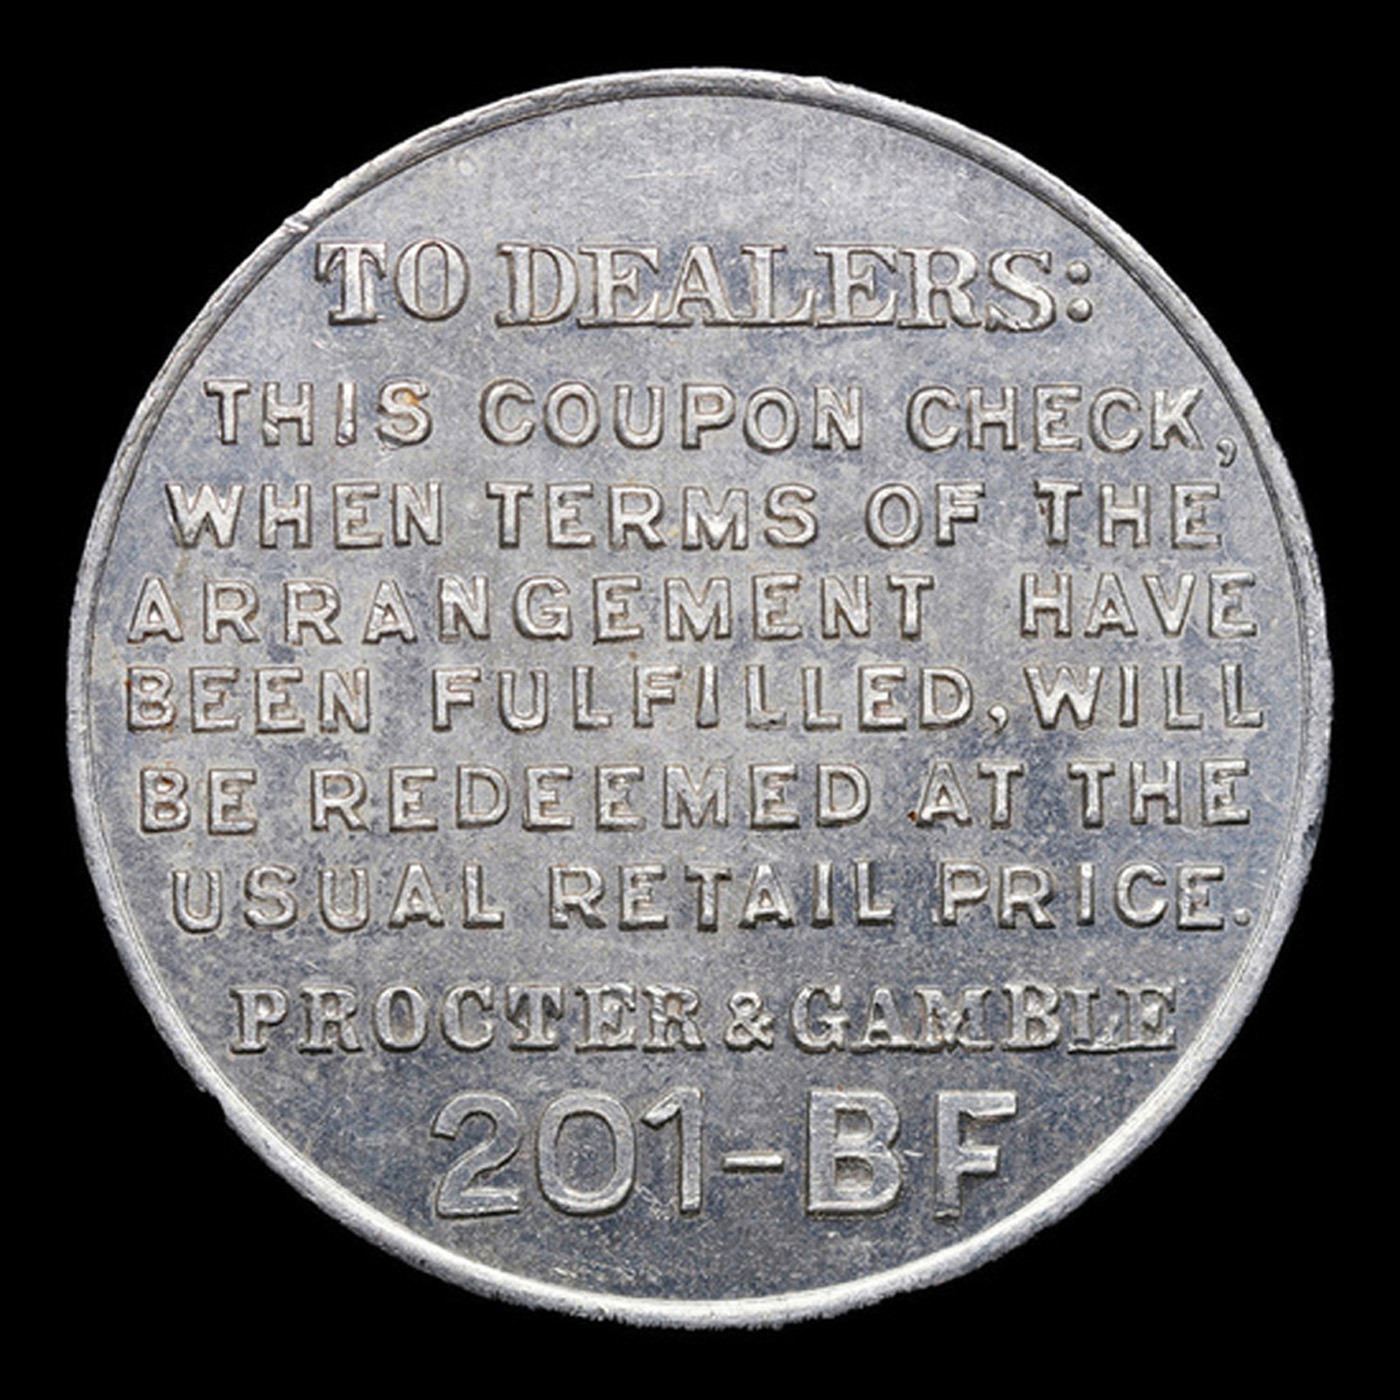 TO DEALERS:
THIS COUPON CHECK,
WHEN TERMS OF THE
ARRANGEMENT HAVE
BEEN FULFILLED, WILL
BE REDEEMED AT THE
USUAL RETAIL PRICE.
PROCTER & GAMBLE
201-BF